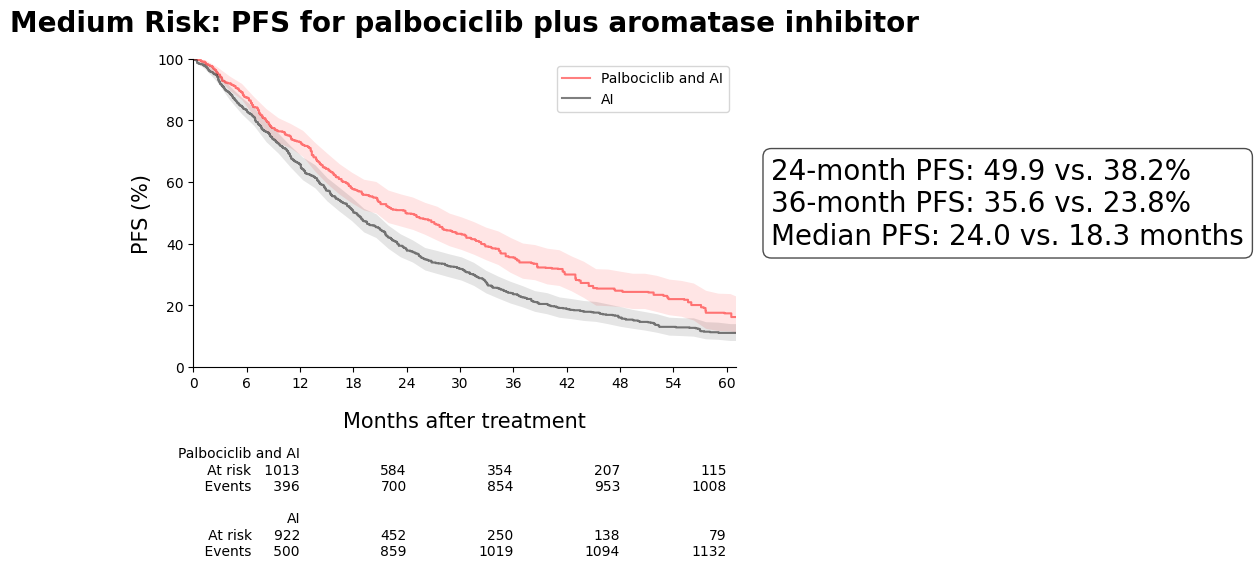 Medium Risk: PFS for palbociclib plus aromatase inhibitor
100
80
60
40
20
0
PFS (%)
Palbociclib and AI
AI
0 6 12 18 24 30 36 42 48 54 60
Months after treatment
24-month PFS: 49.9 vs. 38.2%
36-month PFS: 35.6 vs. 23.8%
Median PFS: 24.0 vs. 18.3 months
Palbociclib and AI
At risk 1013 584 354 207 115
Events 396 700 854 953 1008
AI
At risk 922 452 250 138 79
Events 500 859 1019 1094 1132